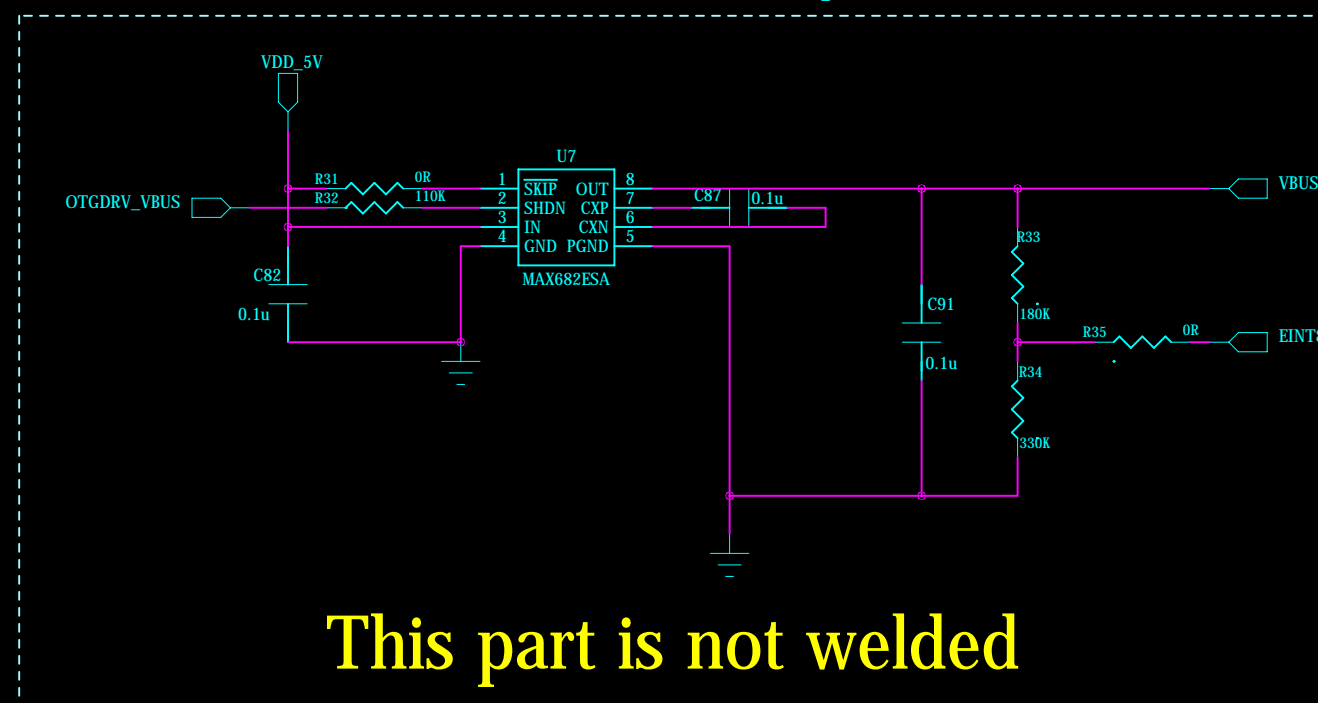 VDD_5V
U7
R31 0R
R32 110K
OTGDRV_VBUS
1 SKIP OUT 8
2 SHDN CXP 7
3 IN CXN 6
4 GND PGND 5
MAX682ESA
C87 0.1u
VBUS
C82
0.1u
R33
180K
C91
0.1u
R35 0R
R34
330K
This part is not welded